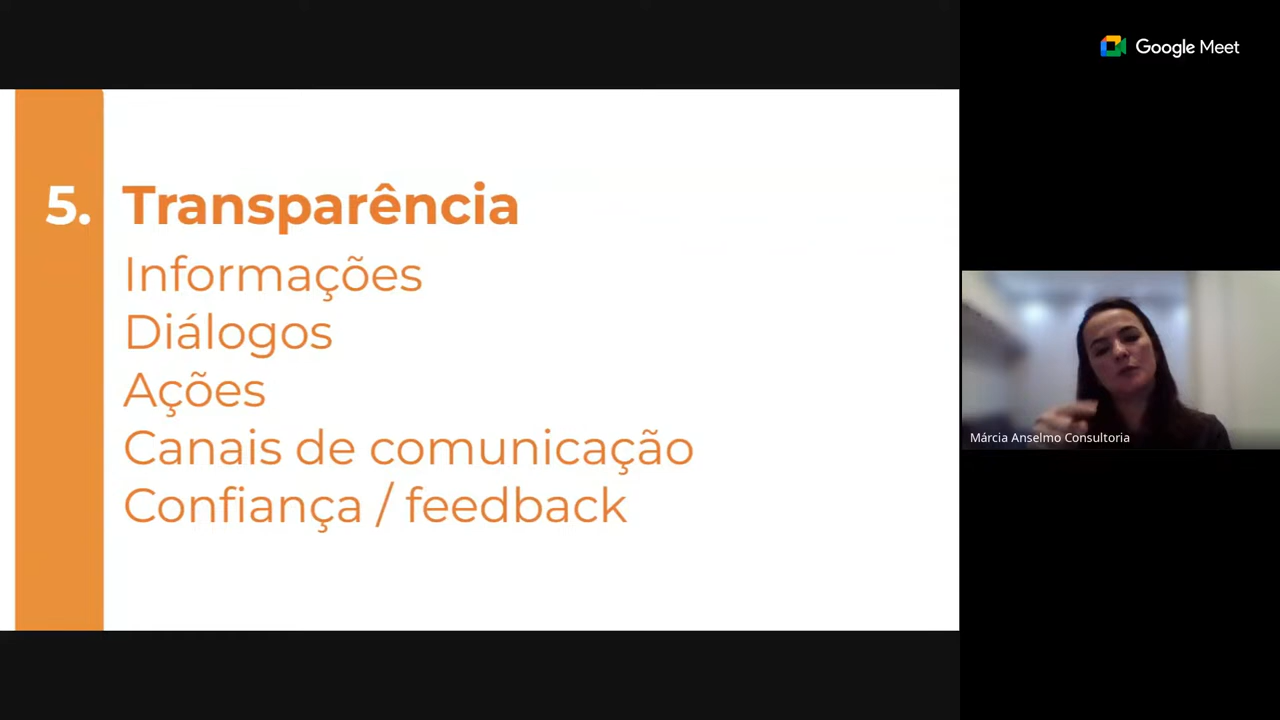 Google Meet
5. Transparência
Informações
Diálogos
Ações
Canais de comunicação
Confiança / feedback
Márcia Anselmo Consultoria